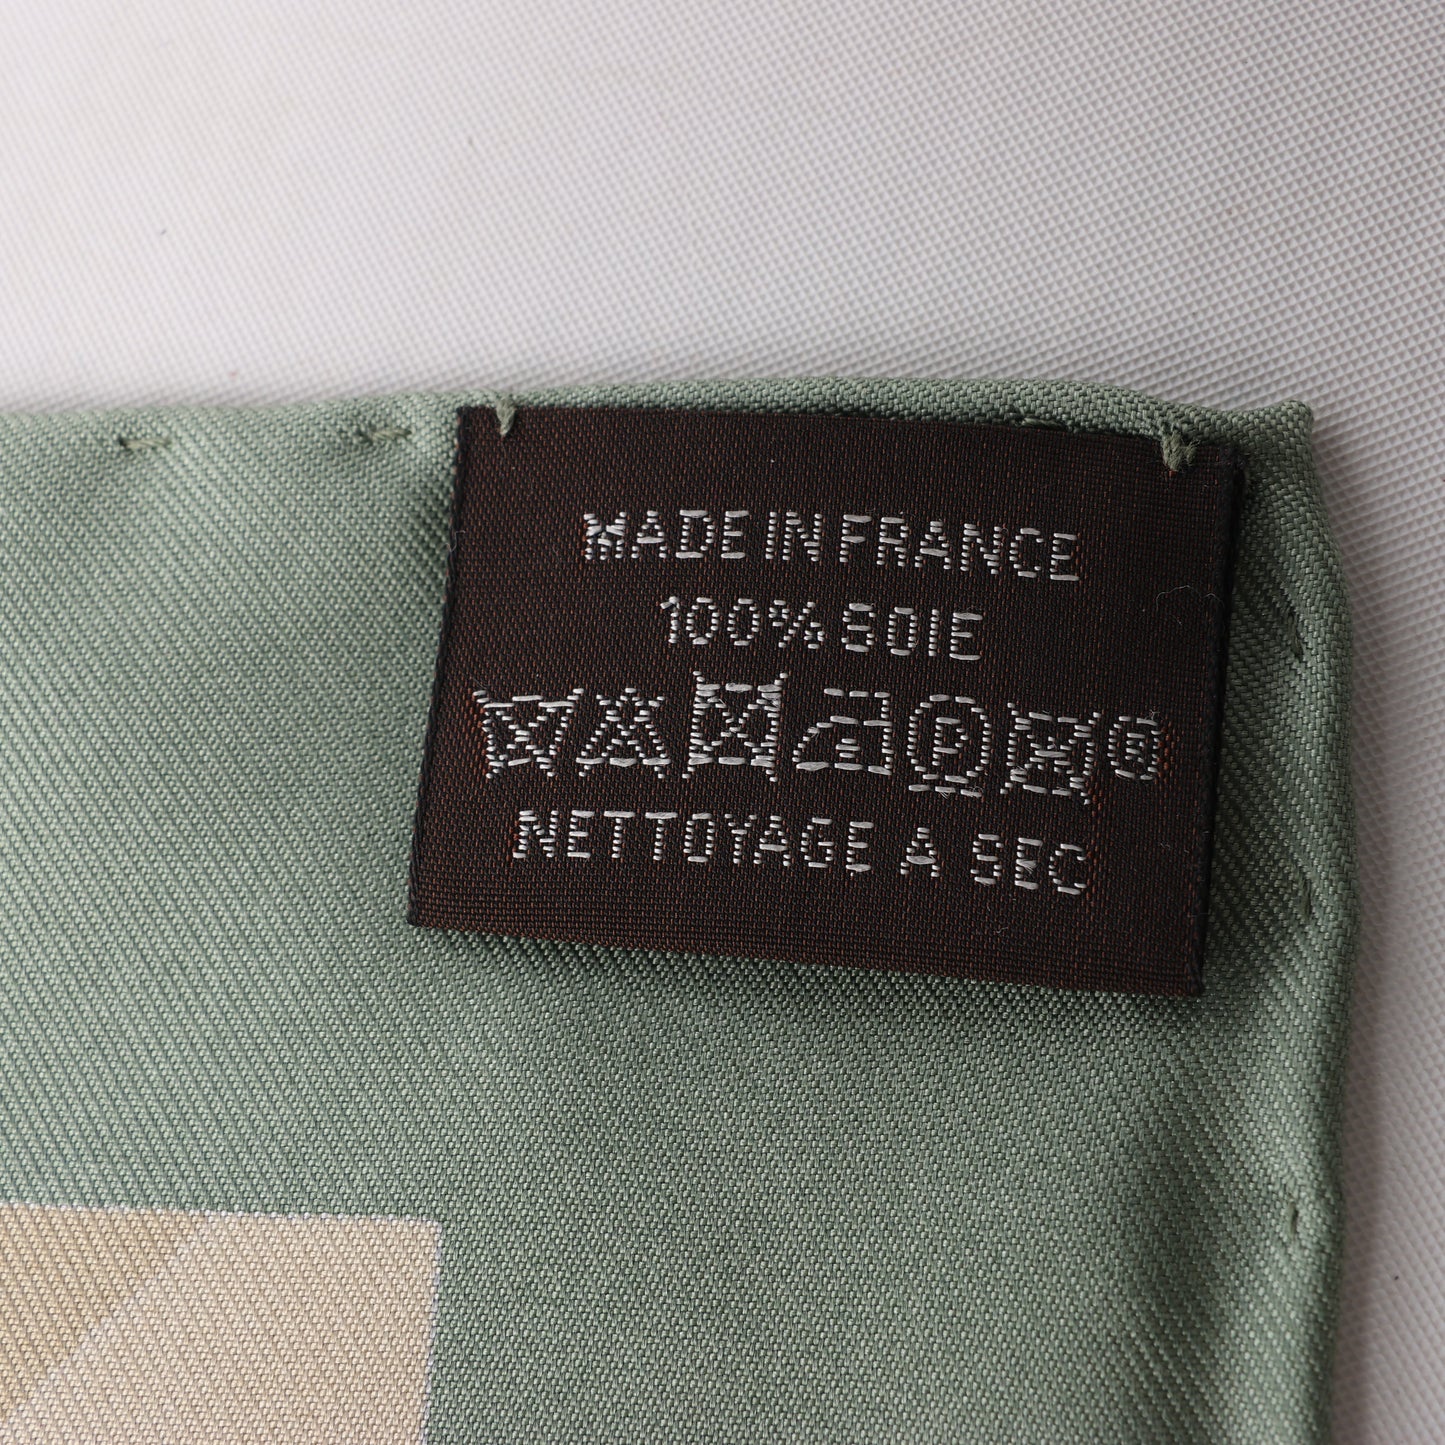 MADE IN FRANCE
100% SOIE
P ®
NETTOYAGE A SEC